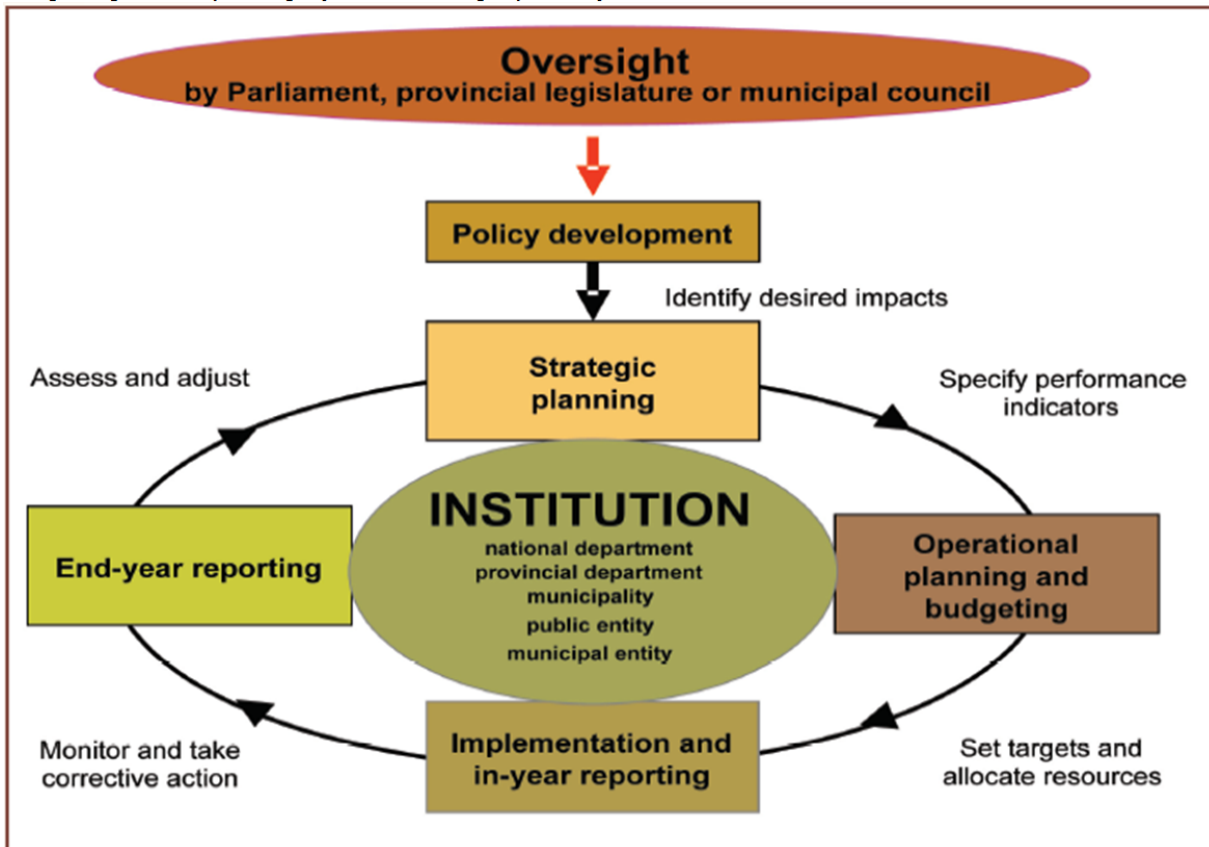 Oversight
by Parliament, provincial legislature or municipal council
Policy development
Identify desired impacts
Strategic
planning
Assess and adjust
Specify performance
indicators
INSTITUTION
national department
provincial department
municipality
public entity
municipal entity
End-year reporting
Operational
planning and
budgeting
Implementation and
in-year reporting
Monitor and take
corrective action
Set targets and
allocate resources